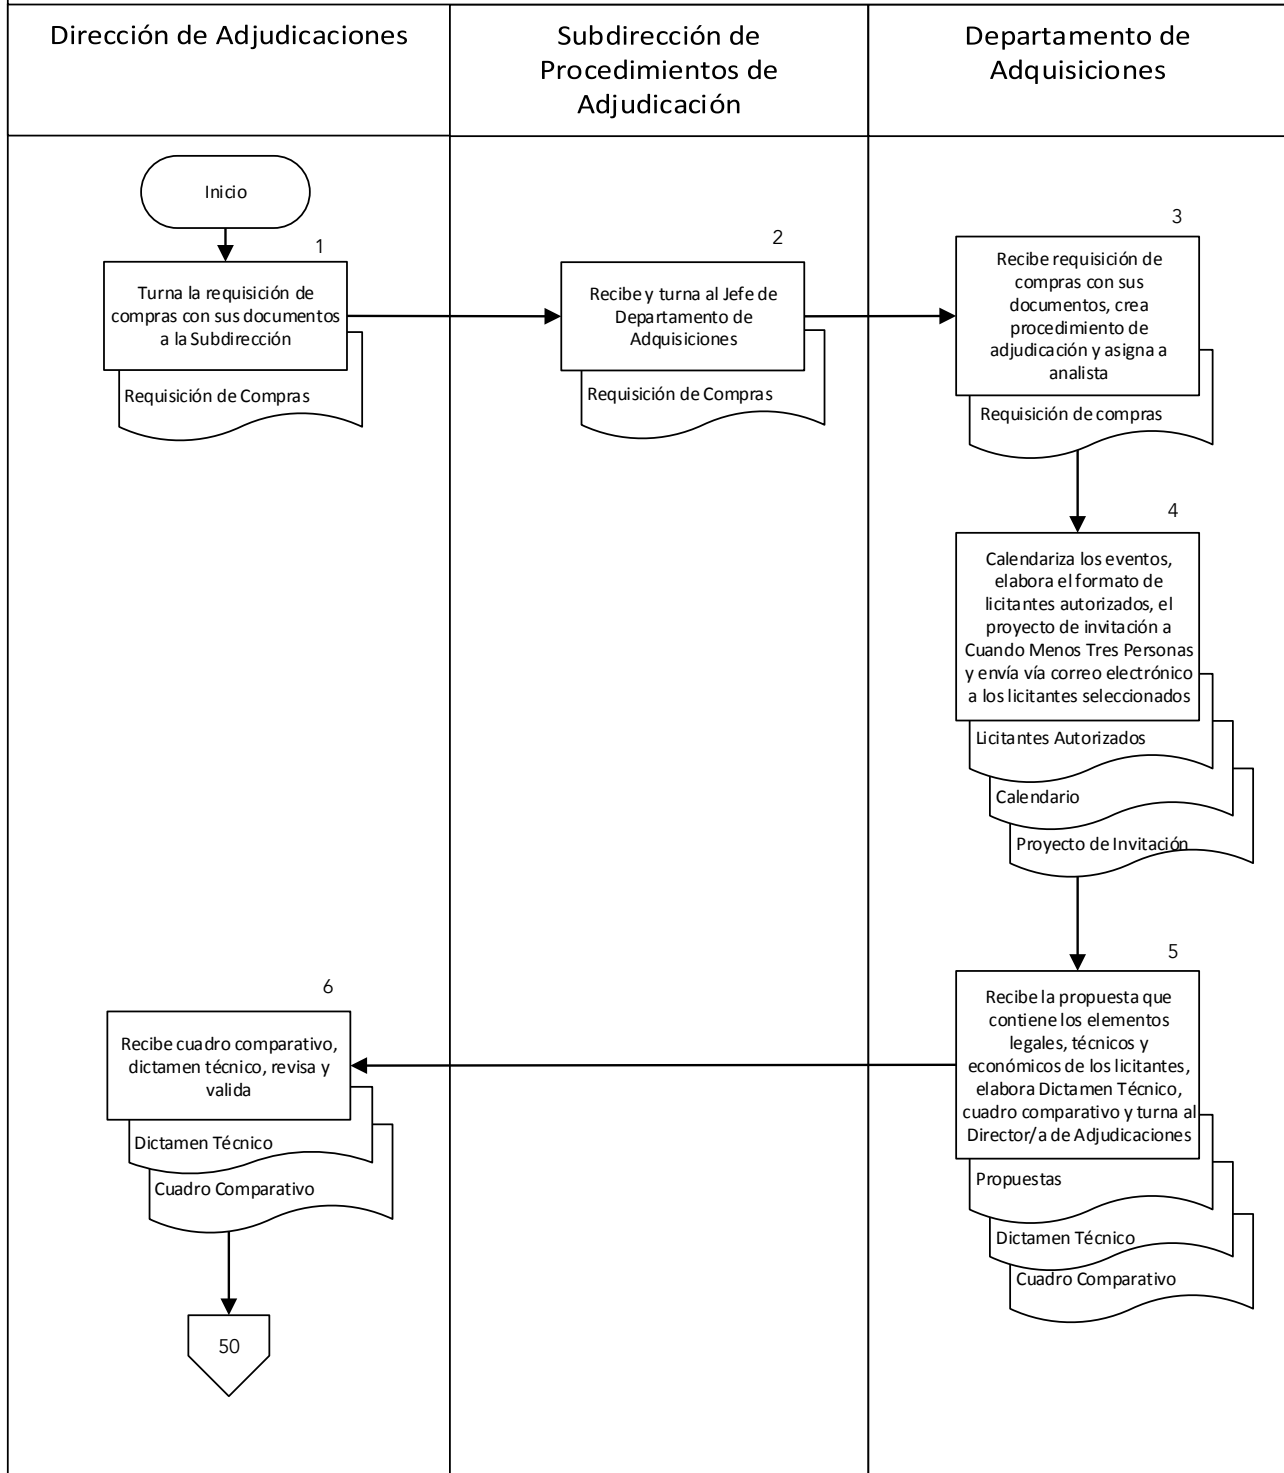 Dirección de Adjudicaciones
Subdirección de
Procedimientos de
Adjudicación
Departamento de
Adquisiciones
Inicio
1
Turna la requisición de
compras con sus documentos
a la Subdirección
Requisición de Compras
2
Recibe y turna al Jefe de
Departamento de
Adquisiciones
Requisición de Compras
3
Recibe requisición de
compras con sus
documentos, crea
procedimiento de
adjudicación y asigna a
analista
Requisición de compras
4
Calendariza los eventos,
elabora el formato de
licitantes autorizados, el
proyecto de invitación a
Cuando Menos Tres Personas
y envía vía correo electrónico
a los licitantes seleccionados
Licitantes Autorizados
Calendario
Proyecto de Invitación
5
Recibe la propuesta que
contiene los elementos
legales, técnicos y
económicos de los licitantes,
elabora Dictamen Técnico,
cuadro comparativo y turna al
Director/a de Adjudicaciones
Propuestas
Dictamen Técnico
Cuadro Comparativo
6
Recibe cuadro comparativo,
dictamen técnico, revisa y
valida
Dictamen Técnico
Cuadro Comparativo
50